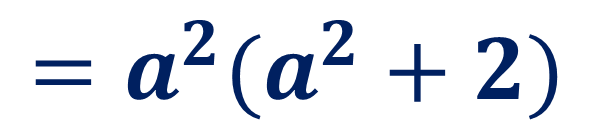 = a²(a² + 2)